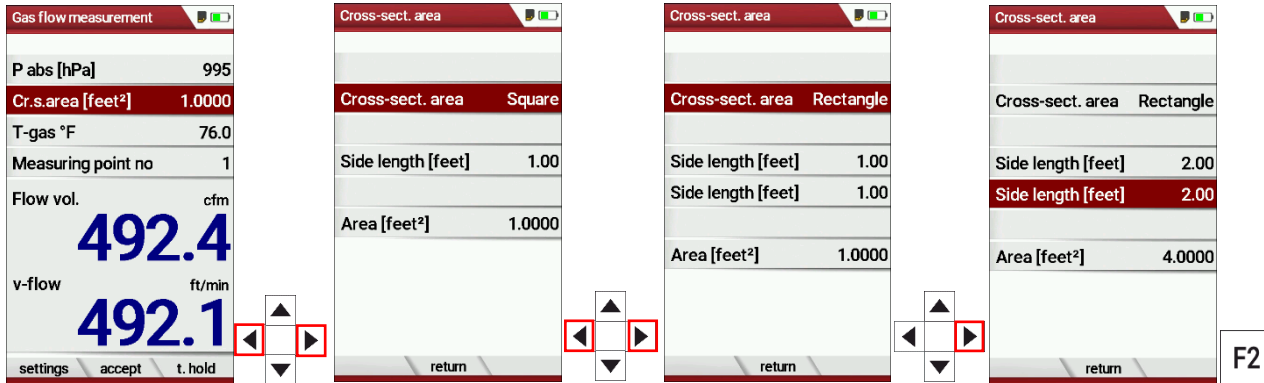 Gas flow measurement
P abs [hPa] 995
Cr.s.area [feet²] 1.0000
T-gas °F 76.0
Measuring point no 1
Flow vol. cfm
492.4
v-flow ft/min
492.1
settings accept t. hold
Cross-sect. area
Cross-sect. area Square
Side length [feet] 1.00
Area [feet²] 1.0000
return
Cross-sect. area
Cross-sect. area Rectangle
Side length [feet] 1.00
Side length [feet] 1.00
Area [feet²] 1.0000
return
Cross-sect. area
Cross-sect. area Rectangle
Side length [feet] 2.00
Side length [feet] 2.00
Area [feet²] 4.0000
return
F2